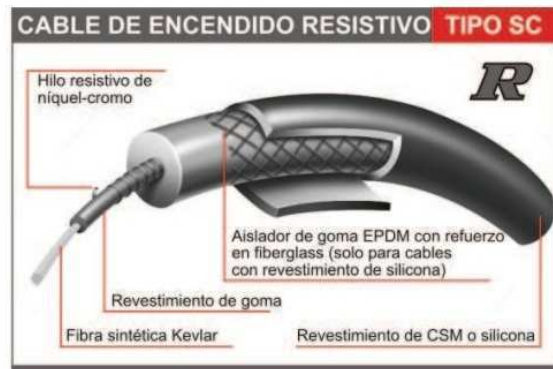 CABLE DE ENCENDIDO RESISTIVO TIPO SC
R
Hilo resistivo de
níquel-cromo
Aislador de goma EPDM con refuerzo
en fiberglass (solo para cables
con revestimiento de silicona)
Revestimiento de goma
Fibra sintética Kevlar
Revestimiento de CSM o silicona